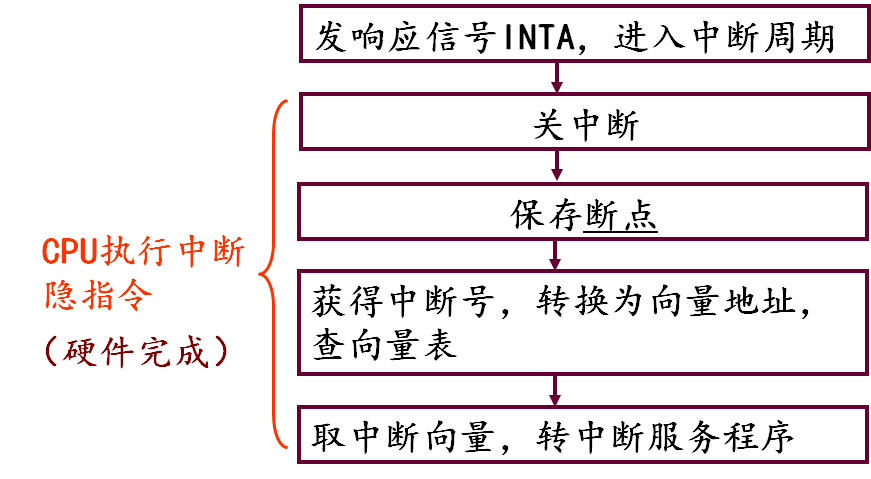 发响应信号INTA，进入中断周期
关中断
保存断点
CPU执行中断
隐指令
（硬件完成）
获得中断号，转换为向量地址，
查向量表
取中断向量，转中断服务程序